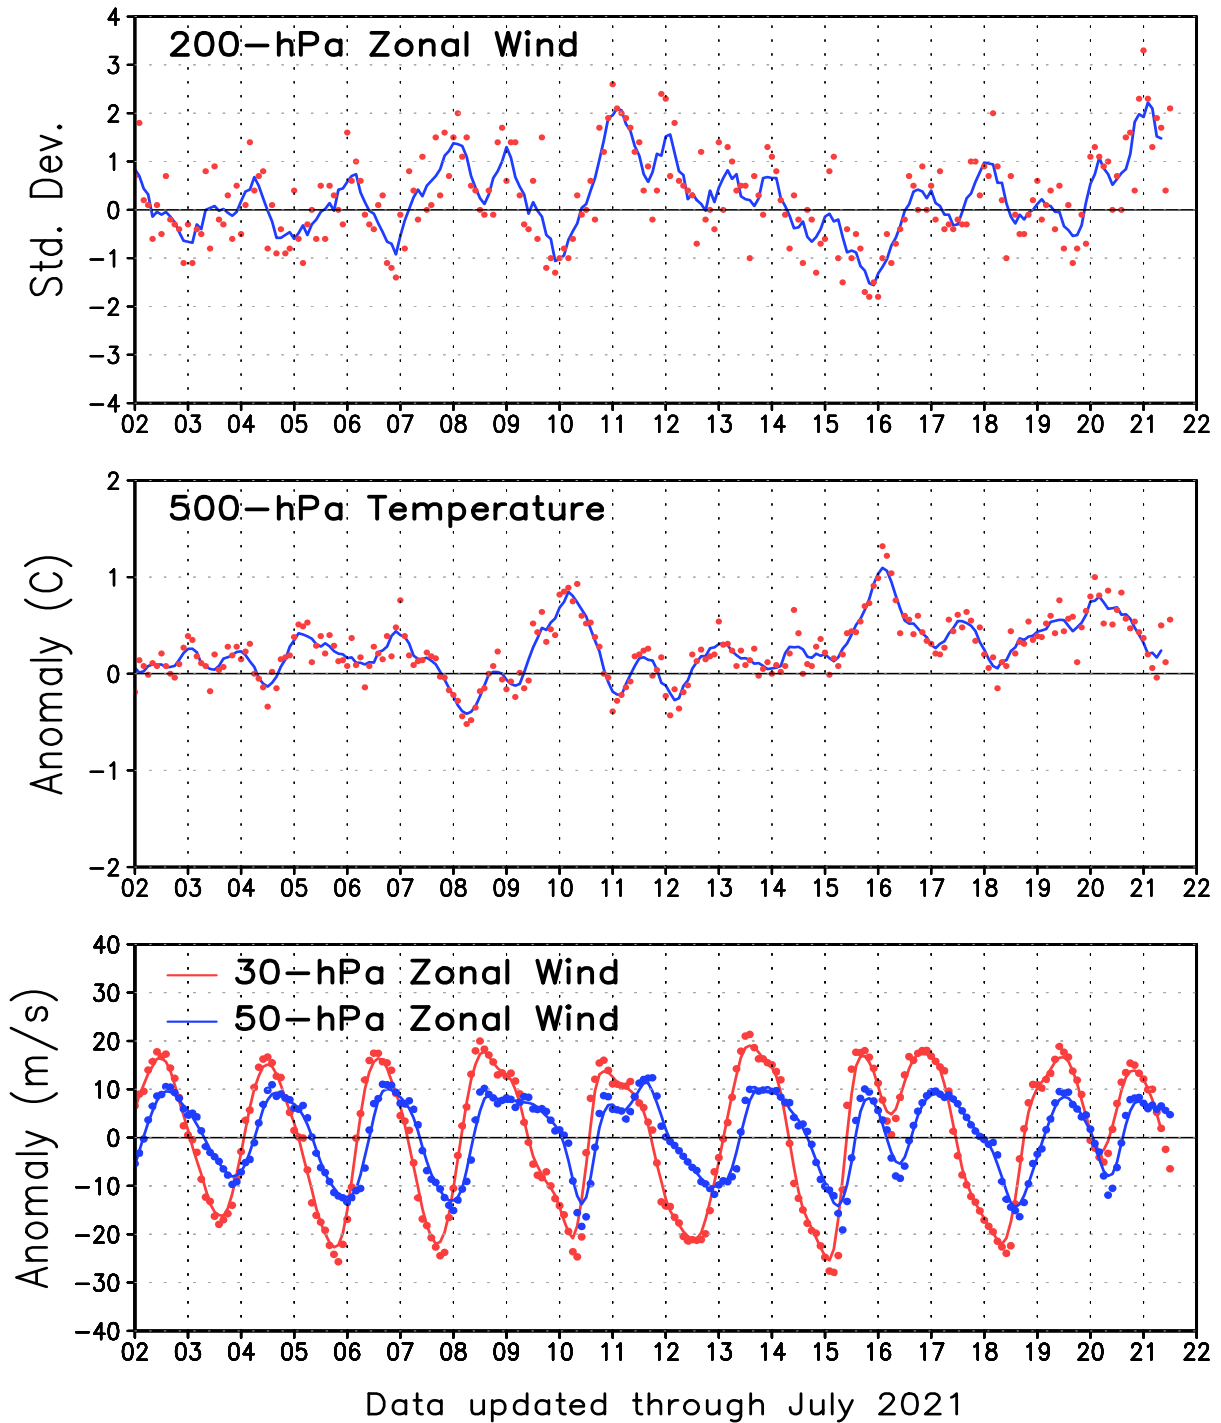 200-hPa Zonal Wind
Std. Dev.
4
3
2
1
0
-1
-2
-3
-4
02 03 04 05 06 07 08 09 10 11 12 13 14 15 16 17 18 19 20 21 22
500-hPa Temperature
Anomaly (C)
2
1
0
-1
-2
02 03 04 05 06 07 08 09 10 11 12 13 14 15 16 17 18 19 20 21 22
30-hPa Zonal Wind
50-hPa Zonal Wind
Anomaly (m/s)
40
30
20
10
0
-10
-20
-30
-40
02 03 04 05 06 07 08 09 10 11 12 13 14 15 16 17 18 19 20 21 22
Data updated through July 2021